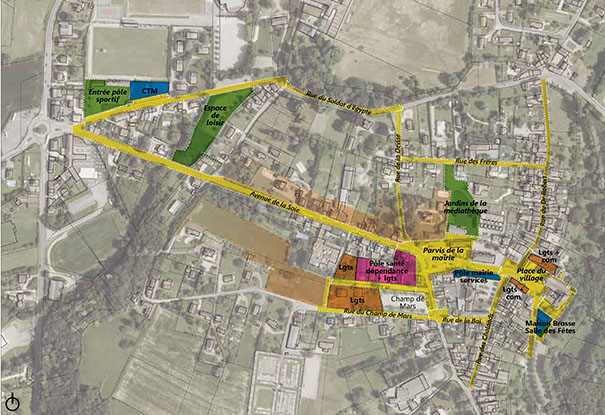 Entrée pôle
sportif
CTM
Espace
de
loisir
Rue du Soldat d'Egypte
Rue de la Désse
Rue des Frères
Avenue de la Soie
Jardins de la
médiathèque
Parvis de la
mairie
Lgts
Pôle santé
dépendance
+ lgts
Pôle mairie
services
Lgts +
com
Place du
village
Lgts +
com
Lgts
Champ de
Mars
Rue du Champ de Mars
Rue de la Bai
Maison Brosse
Salle des Fêtes